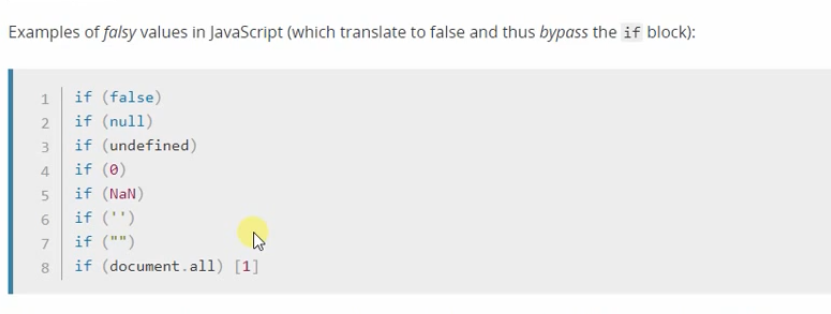 Examples of falsy values in JavaScript (which translate to false and thus bypass the if block):
1 if (false)
2 if (null)
3 if (undefined)
4 if (0)
5 if (NaN)
6 if ('')
7 if ("")
8 if (document.all) [1]